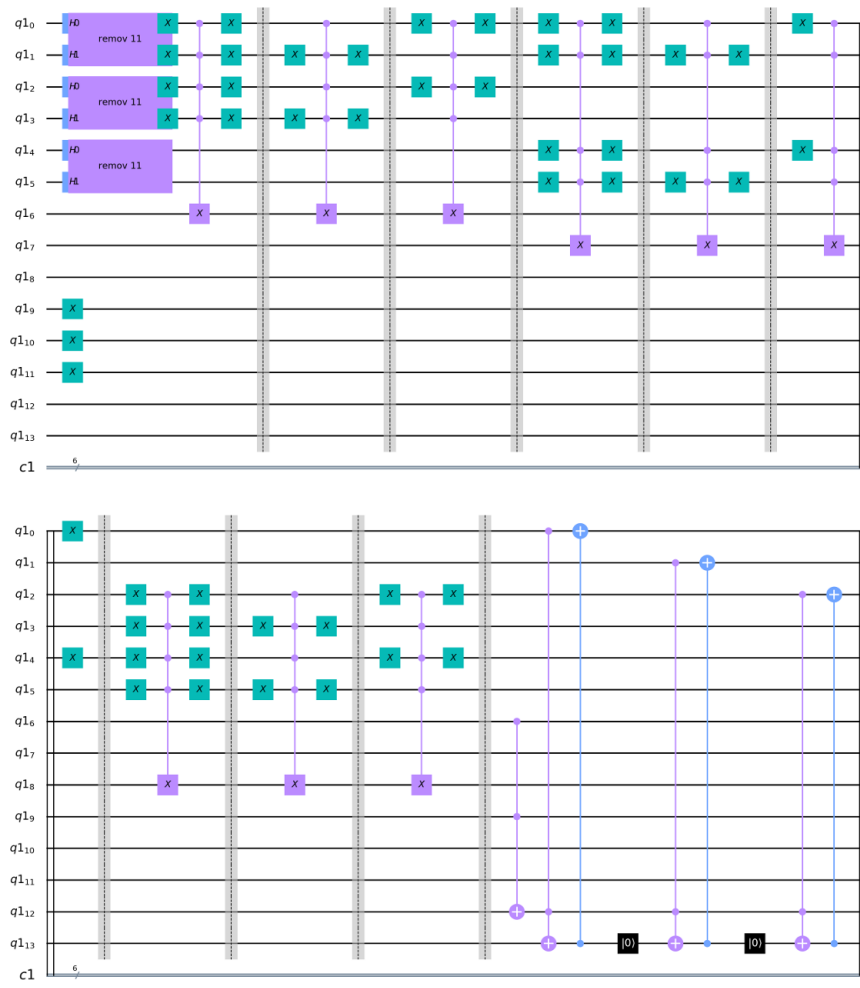 q1₀ H0 remov 11 X X X X X X X
q1₁ H1 X X X X X X X X
q1₂ H0 remov 11 X X X X
q1₃ H1 X X X X
q1₄ H0 remov 11 X X X
q1₅ H1 X X X X
q1₆ X X X
q1₇ X X X
q1₈
q1₉ X
q1₁₀ X
q1₁₁ X
q1₁₂
q1₁₃
c1 6
q1₀ X
q1₁
q1₂ X X X X
q1₃ X X X X
q1₄ X X X X X
q1₅ X X X X
q1₆
q1₇
q1₈ X X X
q1₉
q1₁₀
q1₁₁
q1₁₂
q1₁₃ |0⟩ |0⟩
c1 6